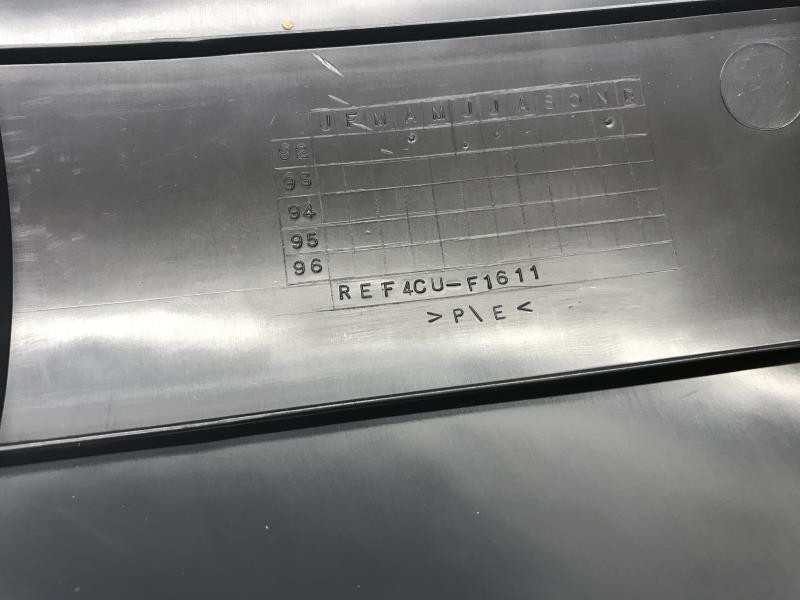 J F M A M J J A S O N D
92
93
94
95
96
REF 4CU-F1611
>P\E<